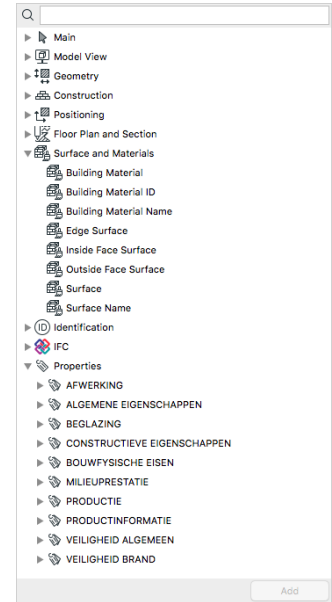 Main
Model View
Geometry
Construction
Positioning
Floor Plan and Section
Surface and Materials
Building Material
Building Material ID
Building Material Name
Edge Surface
Inside Face Surface
Outside Face Surface
Surface
Surface Name
ID Identification
IFC
Properties
AFWERKING
ALGEMENE EIGENSCHAPPEN
BEGLAZING
CONSTRUCTIEVE EIGENSCHAPPEN
BOUWFYSISCHE EISEN
MILIEUPRESTATIE
PRODUCTIE
PRODUCTINFORMATIE
VEILIGHEID ALGEMEEN
VEILIGHEID BRAND
Add